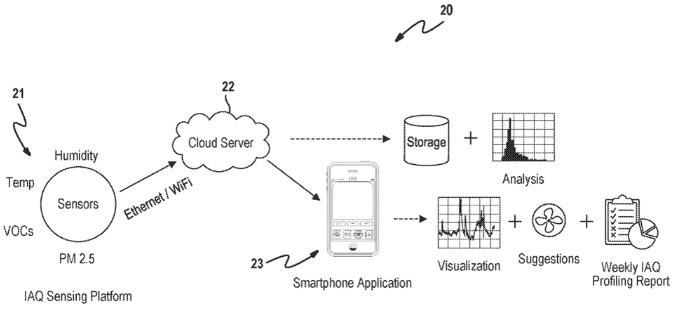 20
21
22
Humidity
Temp
Sensors
VOCs
PM 2.5
IAQ Sensing Platform
Ethernet / WiFi
Cloud Server
Storage
+
Analysis
23
Smartphone Application
Visualization
+
Suggestions
+
Weekly IAQ
Profiling Report